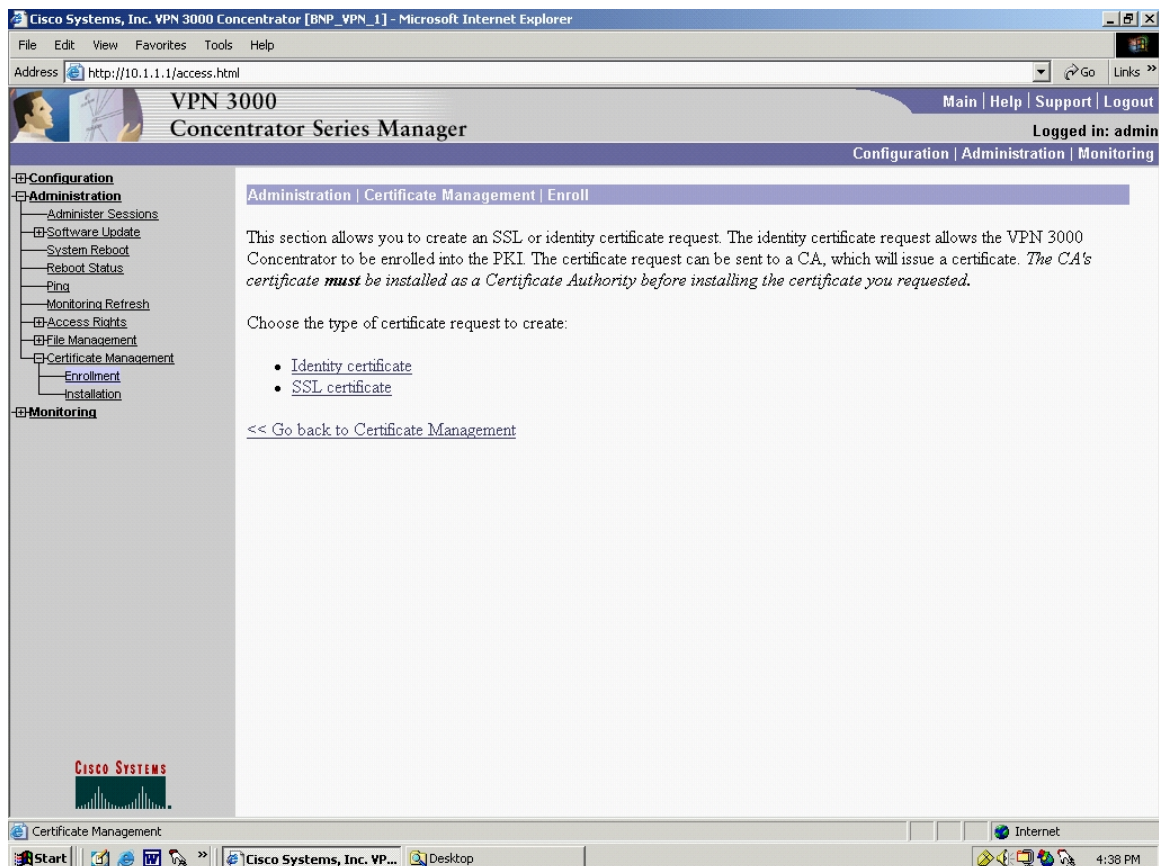 Cisco Systems, Inc. VPN 3000 Concentrator [BNP_VPN_1] - Microsoft Internet Explorer
File Edit View Favorites Tools Help
Address http://10.1.1.1/access.html Go Links »
VPN 3000
Concentrator Series Manager
Main | Help | Support | Logout
Logged in: admin
Configuration | Administration | Monitoring
Configuration
Administration
Administer Sessions
Software Update
System Reboot
Reboot Status
Ping
Monitoring Refresh
Access Rights
File Management
Certificate Management
Enrollment
Installation
Monitoring
Administration | Certificate Management | Enroll
This section allows you to create an SSL or identity certificate request. The identity certificate request allows the VPN 3000
Concentrator to be enrolled into the PKI. The certificate request can be sent to a CA, which will issue a certificate. The CA's
certificate must be installed as a Certificate Authority before installing the certificate you requested.
Choose the type of certificate request to create:
• Identity certificate
• SSL certificate
<< Go back to Certificate Management
CISCO SYSTEMS
Certificate Management Internet
Start » Cisco Systems, Inc. VP... Desktop 4:38 PM